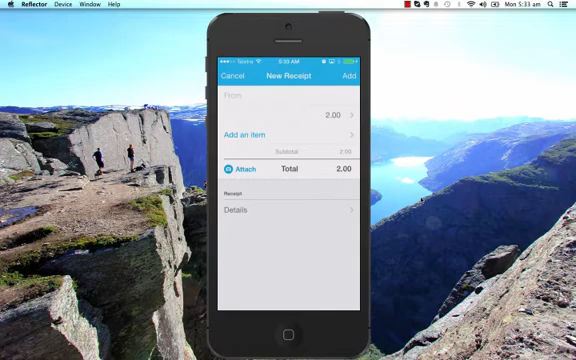 Reflector Device Window Help Mon 5:33 am
Telstra 5:33 AM
Cancel New Receipt Add
From
2.00
Add an item
Subtotal 2.00
Attach Total 2.00
Receipt
Details